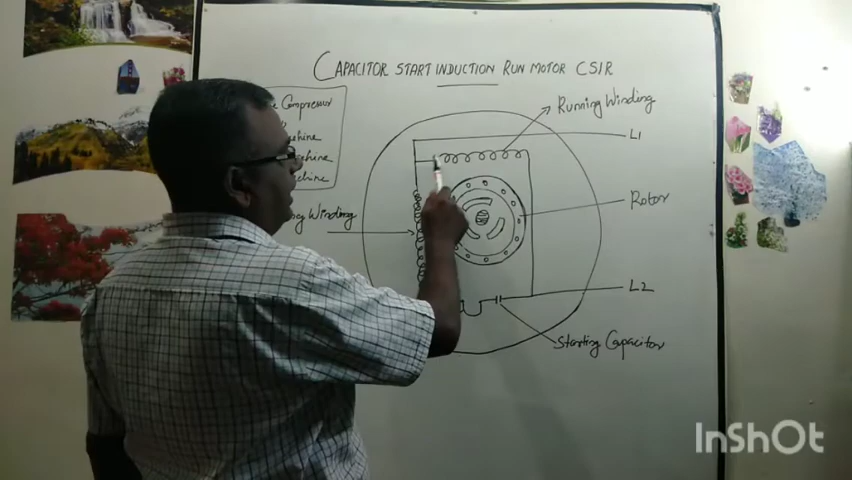 CAPACITOR START INDUCTION RUN MOTOR CSIR
Compressor
Running Winding
L1
Rotor
Winding
L2
Starting Capacitor
InShOt